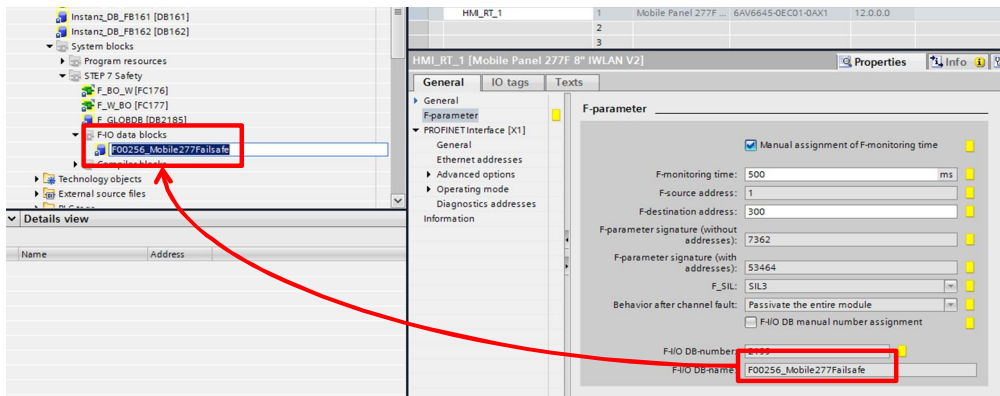 Instanz_DB_FB161 [DB161]
Instanz_DB_FB162 [DB162]
System blocks
Program resources
STEP 7 Safety
F_BO_W [FC176]
F_W_BO [FC177]
F_GLOBDB [DB2185]
F-IO data blocks
F00256_Mobile277Failsafe
Compiler blocks
Technology objects
External source files
PLC tags
Details view
Name Address
HMI_RT_1 1 Mobile Panel 277F ... 6AV6645-0EC01-0AX1 12.0.0.0
2
3
HMI_RT_1 [Mobile Panel 277F 8" IWLAN V2]
Properties Info
General IO tags Texts
General
F-parameter
PROFINET Interface [X1]
General
Ethernet addresses
Advanced options
Operating mode
Diagnostics addresses
Information
F-parameter
Manual assignment of F-monitoring time
F-monitoring time: 500 ms
F-source address: 1
F-destination address: 300
F-parameter signature (without
addresses): 7362
F-parameter signature (with
addresses): 53464
F_SIL: SIL3
Behavior after channel fault: Passivate the entire module
F-I/O DB manual number assignment
F-I/O DB-number:
F-I/O DB-name: F00256_Mobile277Failsafe